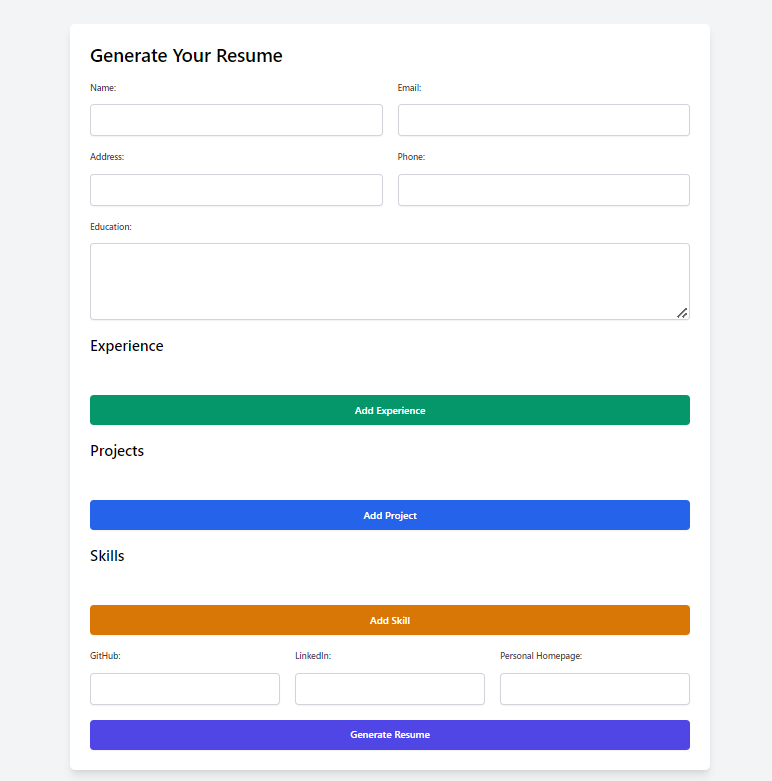 Generate Your Resume
Name: Email:
Address: Phone:
Education:
Experience
Add Experience
Projects
Add Project
Skills
Add Skill
GitHub: LinkedIn: Personal Homepage:
Generate Resume